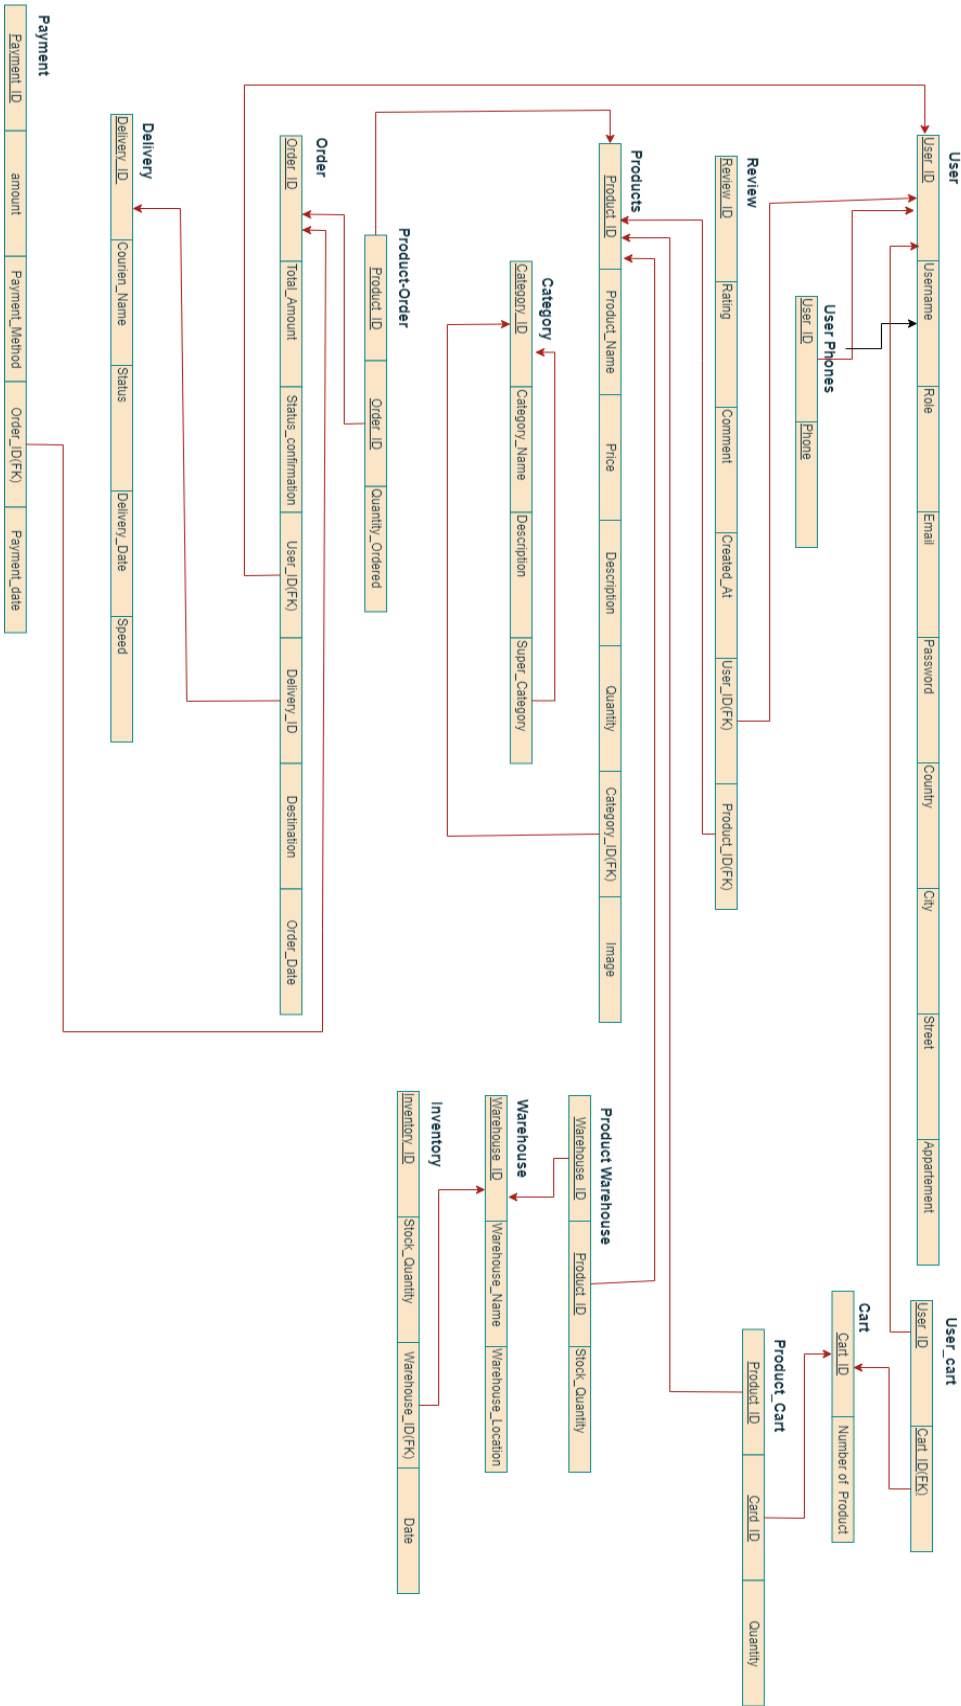 User
User_ID Username Role Email Password Country City Street Appartement
User_cart
User_ID Cart_ID(FK)
Cart
Cart_ID Number of Product
User Phones
User_ID Phone
Review
Review_ID Rating Comment Created_At User_ID(FK) Product_ID(FK)
Product_Cart
Product_ID Card_ID Quantity
Products
Product_ID Product_Name Price Description Quantity Category_ID(FK) Image
Product Warehouse
Warehouse_ID Product_ID Stock_Quantity
Category
Category_ID Category_Name Description Super_Category
Warehouse
Warehouse_ID Warehouse_Name Warehouse_Location
Product-Order
Product_ID Order_ID Quantity_Ordered
Inventory
Inventory_ID Stock_Quantity Warehouse_ID(FK) Date
Order
Order_ID Total_Amount Status_confirmation User_ID(FK) Delivery_ID Destination Order_Date
Delivery
Delivery_ID Courien_Name Status Delivery_Date Speed
Payment
Payment_ID amount Payment_Method Order_ID(FK) Payment_date